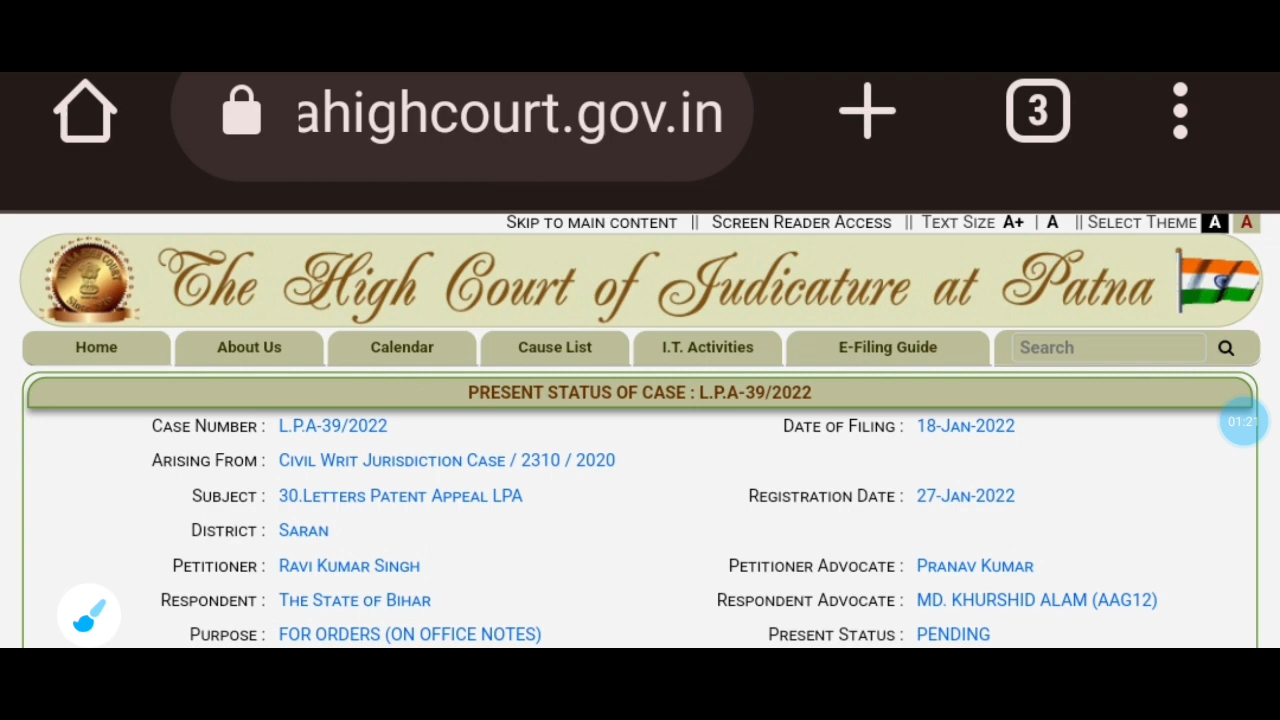 ahighcourt.gov.in
3
SKIP TO MAIN CONTENT || SCREEN READER ACCESS || TEXT SIZE A+ | A || SELECT THEME A A
The High Court of Judicature at Patna
Home About Us Calendar Cause List I.T. Activities E-Filing Guide Search
PRESENT STATUS OF CASE : L.P.A-39/2022
CASE NUMBER : L.P.A-39/2022 DATE OF FILING : 18-JAN-2022
01:21
ARISING FROM : CIVIL WRIT JURISDICTION CASE / 2310 / 2020
SUBJECT : 30.LETTERS PATENT APPEAL LPA REGISTRATION DATE : 27-JAN-2022
DISTRICT : SARAN
PETITIONER : RAVI KUMAR SINGH PETITIONER ADVOCATE : PRANAV KUMAR
RESPONDENT : THE STATE OF BIHAR RESPONDENT ADVOCATE : MD. KHURSHID ALAM (AAG12)
PURPOSE : FOR ORDERS (ON OFFICE NOTES) PRESENT STATUS : PENDING